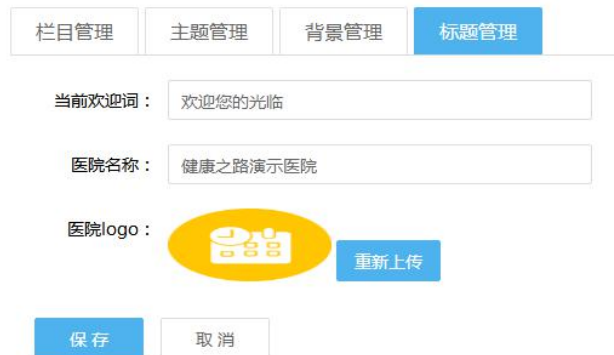 栏目管理 主题管理 背景管理 标题管理
当前欢迎词： 欢迎您的光临
医院名称： 健康之路演示医院
医院logo：
重新上传
保存 取消